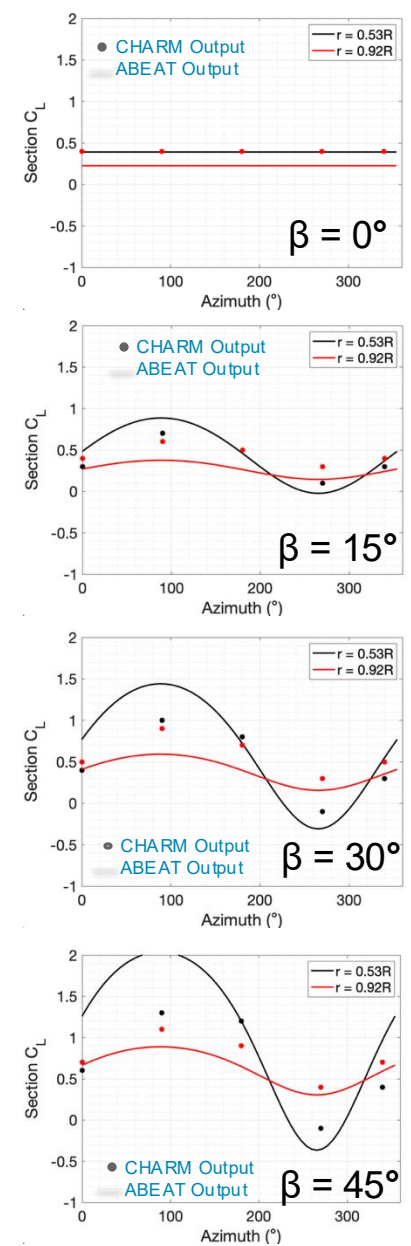 2
CHARM Output
ABEAT Output
r = 0.53R
r = 0.92R
1.5
1
0.5
0
-0.5
-1
Section C_L
β = 0°
0 100 200 300
Azimuth (°)
2
CHARM Output
ABEAT Output
r = 0.53R
r = 0.92R
1.5
1
0.5
0
-0.5
-1
Section C_L
β = 15°
0 100 200 300
Azimuth (°)
2
r = 0.53R
r = 0.92R
1.5
1
0.5
0
-0.5
-1
Section C_L
CHARM Output
ABEAT Output
β = 30°
0 100 200 300
Azimuth (°)
2
r = 0.53R
r = 0.92R
1.5
1
0.5
0
-0.5
-1
Section C_L
CHARM Output
ABEAT Output
β = 45°
0 100 200 300
Azimuth (°)